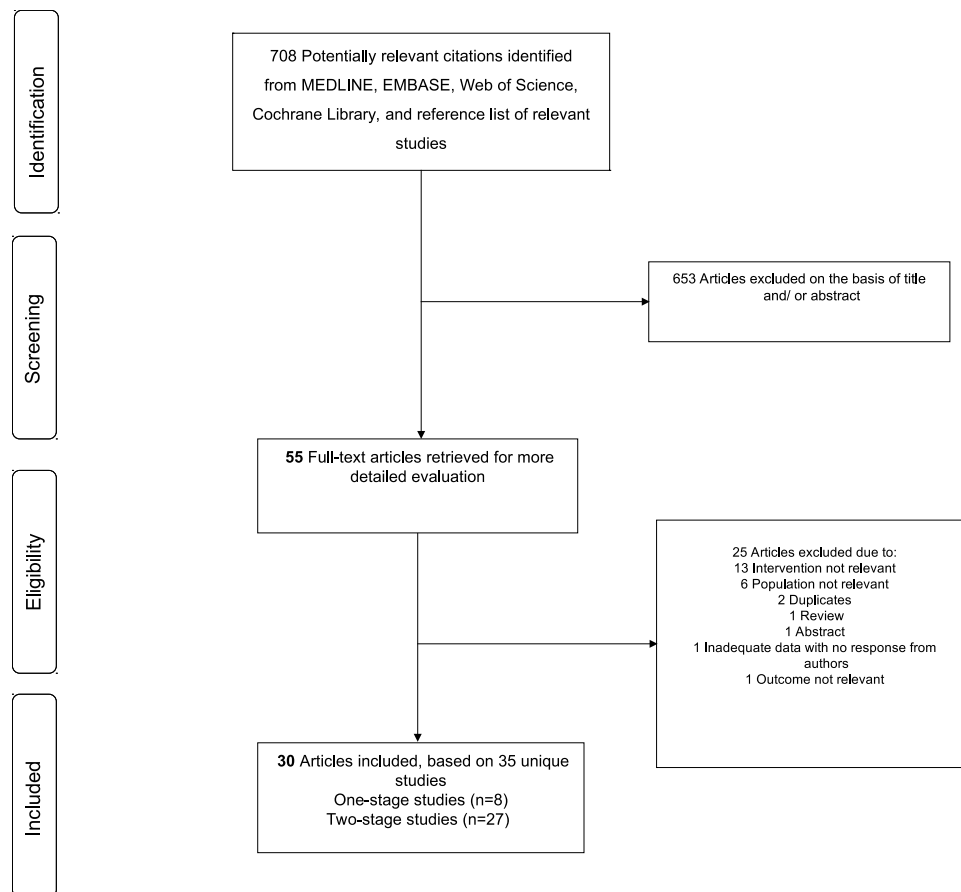 Identification
708 Potentially relevant citations identified
from MEDLINE, EMBASE, Web of Science,
Cochrane Library, and reference list of relevant
studies
Screening
653 Articles excluded on the basis of title
and/ or abstract
55 Full-text articles retrieved for more
detailed evaluation
Eligibility
25 Articles excluded due to:
13 Intervention not relevant
6 Population not relevant
2 Duplicates
1 Review
1 Abstract
1 Inadequate data with no response from
authors
1 Outcome not relevant
Included
30 Articles included, based on 35 unique
studies
One-stage studies (n=8)
Two-stage studies (n=27)